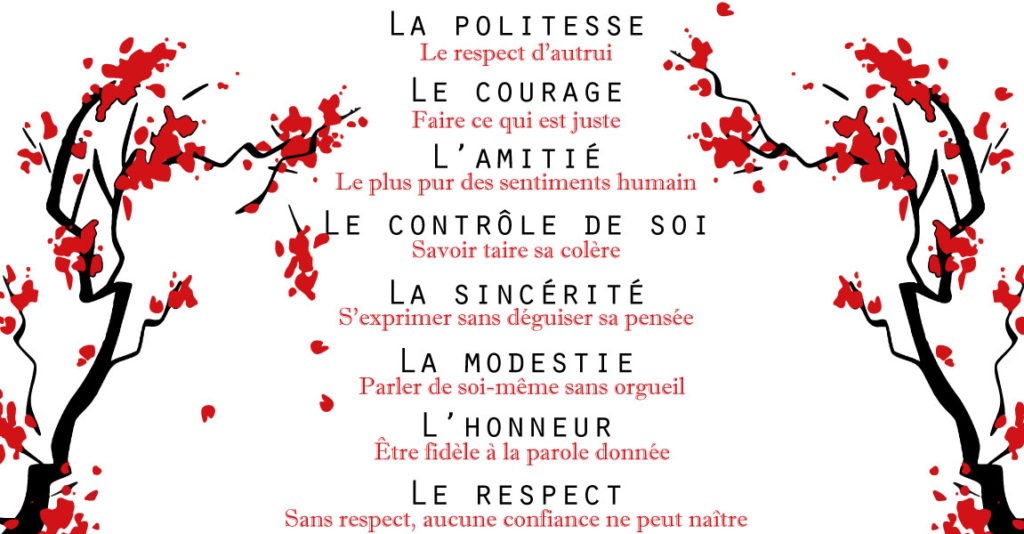 LA POLITESSE
Le respect d'autrui
LE COURAGE
Faire ce qui est juste
L'AMITIÉ
Le plus pur des sentiments humain
LE CONTRÔLE DE SOI
Savoir taire sa colère
LA SINCÉRITÉ
S'exprimer sans déguiser sa pensée
LA MODESTIE
Parler de soi-même sans orgueil
L'HONNEUR
Être fidèle à la parole donnée
LE RESPECT
Sans respect, aucune confiance ne peut naître